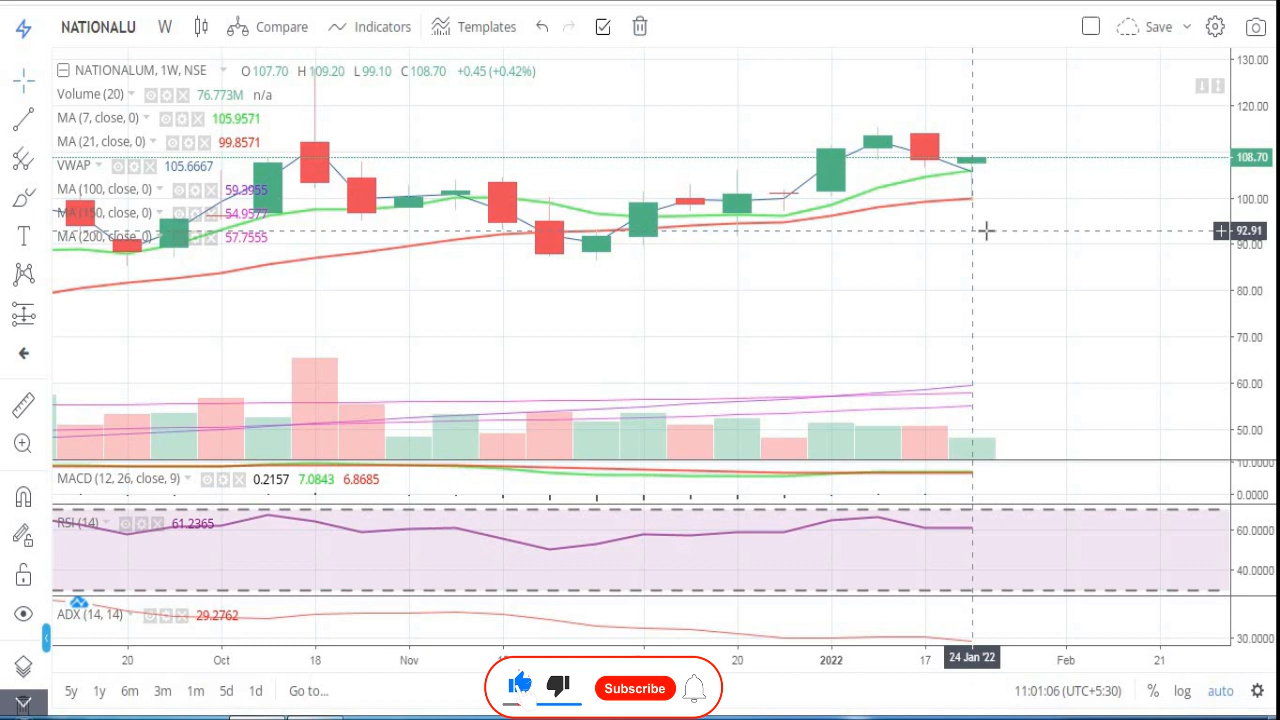 NATIONALU W Compare Indicators Templates Save
NATIONALUM, 1W, NSE O107.70 H109.20 L99.10 C108.70 +0.45 (+0.42%)
Volume (20) 76.773M n/a
MA (7, close, 0) 105.9571
MA (21, close, 0) 99.8571
VWAP 105.6667
MA (100, close, 0) 59.3955
MA (150, close, 0) 54.9577
MA (200, close, 0) 57.7555
130.00
120.00
108.70
100.00
92.91
90.00
80.00
70.00
60.00
50.00
MACD (12, 26, close, 9) 0.2157 7.0843 6.8685
10.0000
0.0000
RSI (14) 61.2365
60.0000
40.0000
ADX (14, 14) 29.2762
30.0000
20 Oct 18 Nov 20 2022 17 24 Jan '22 Feb 21
5y 1y 6m 3m 1m 5d 1d Go to... Subscribe 11:01:06 (UTC+5:30) % log auto